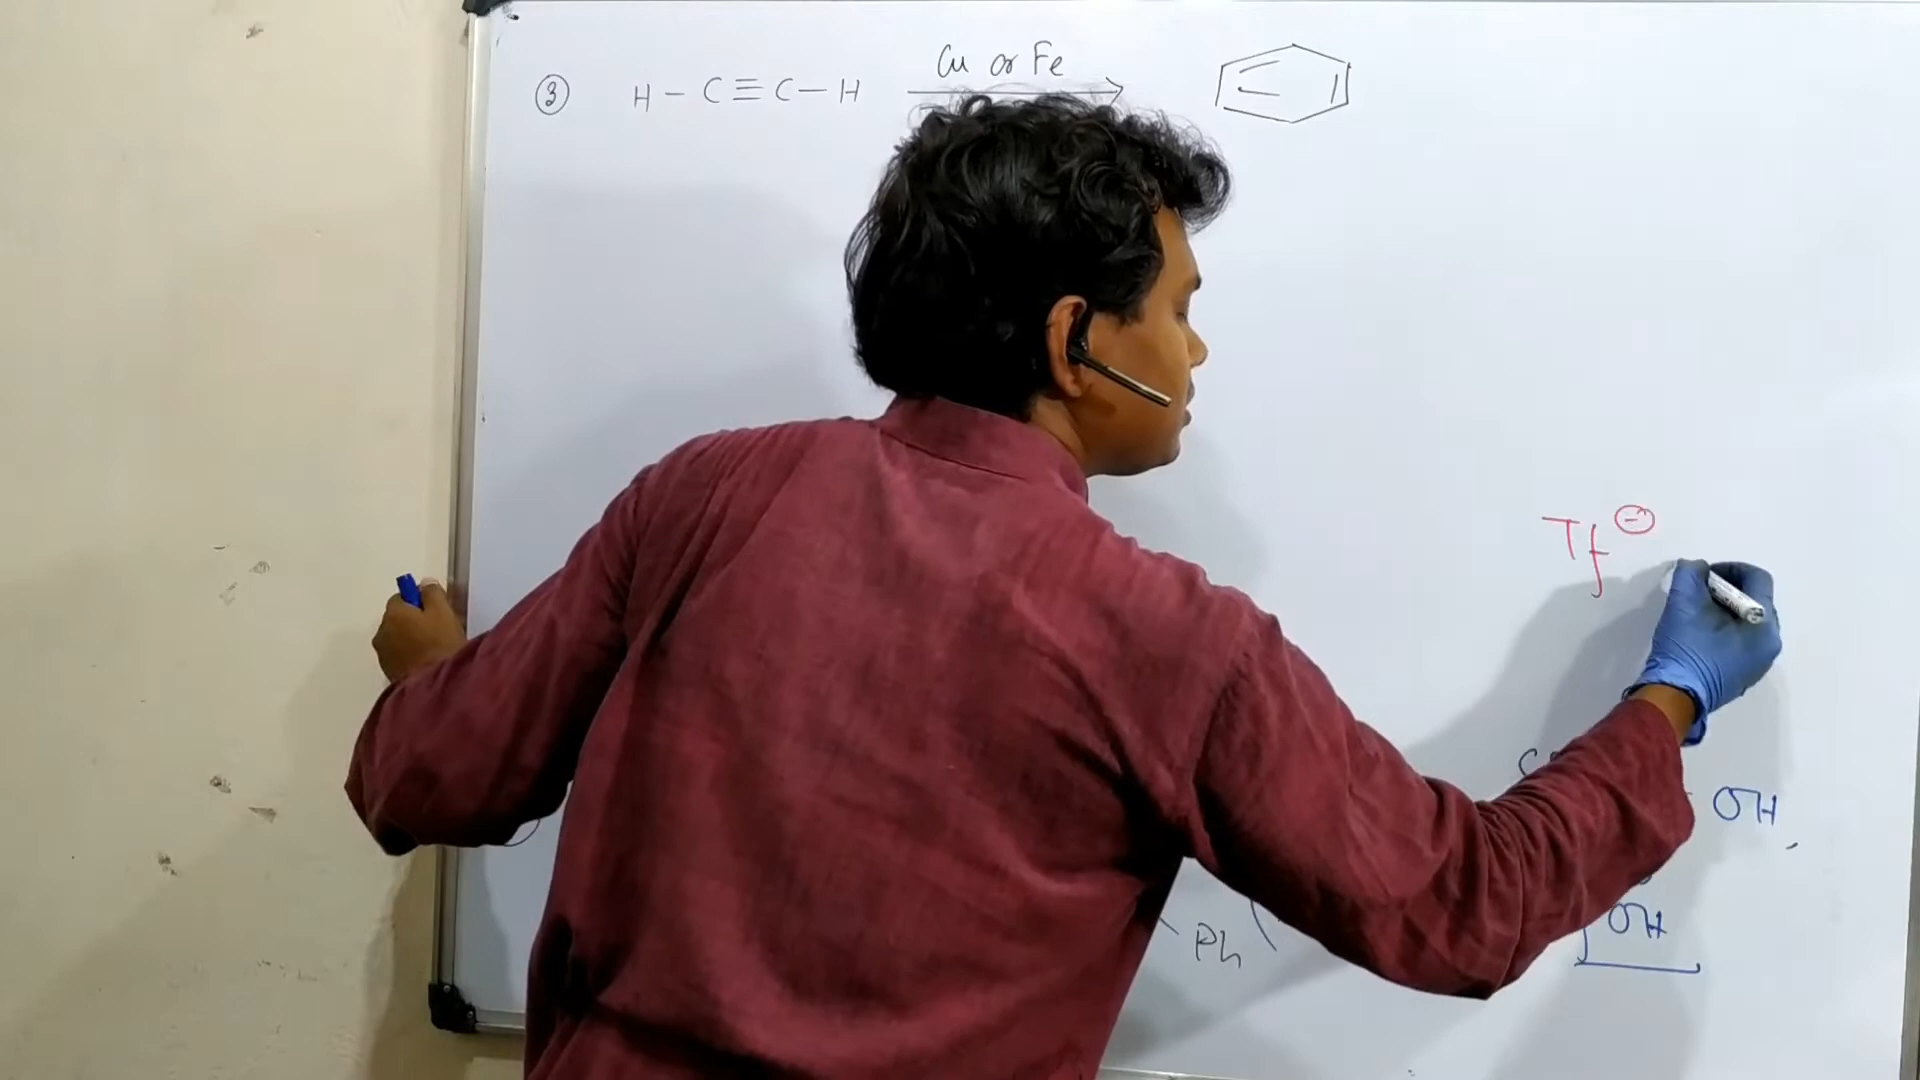 ③ H – C ≡ C – H Cu or Fe →
Tf ⊖
OH
OH
Ph